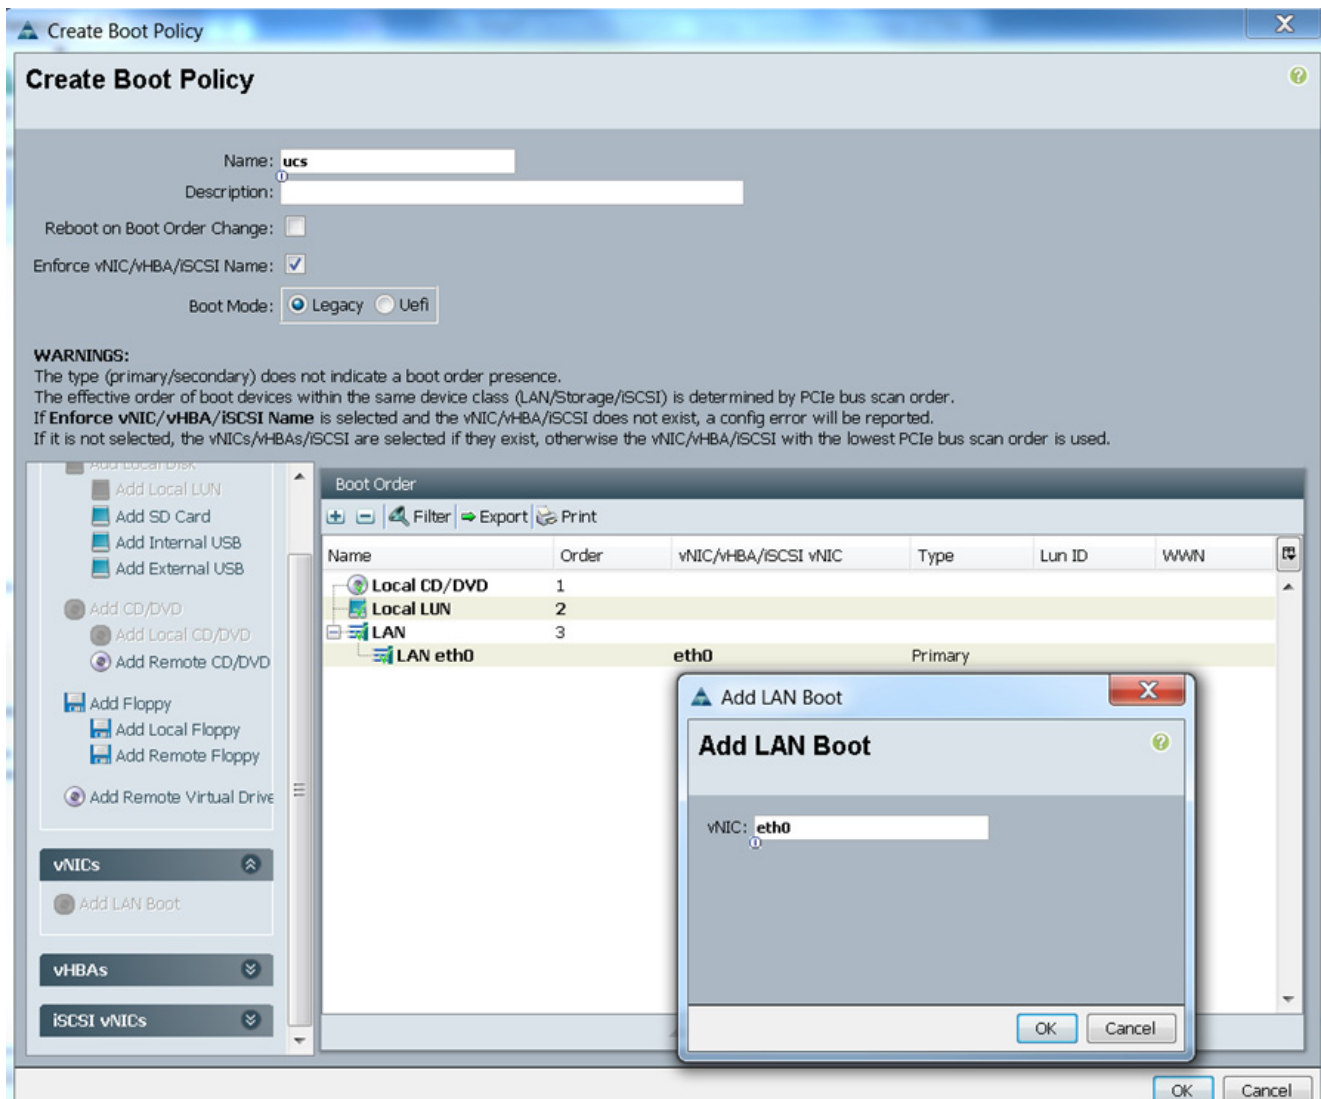 Create Boot Policy
Create Boot Policy
Name: ucs
Description:
Reboot on Boot Order Change:
Enforce vNIC/vHBA/iSCSI Name:
Boot Mode: Legacy Uefi
WARNINGS:
The type (primary/secondary) does not indicate a boot order presence.
The effective order of boot devices within the same device class (LAN/Storage/iSCSI) is determined by PCIe bus scan order.
If Enforce vNIC/vHBA/iSCSI Name is selected and the vNIC/vHBA/iSCSI does not exist, a config error will be reported.
If it is not selected, the vNICs/vHBAs/iSCSI are selected if they exist, otherwise the vNIC/vHBA/iSCSI with the lowest PCIe bus scan order is used.
Add Local Disk
Add Local LUN
Add SD Card
Add Internal USB
Add External USB
Add CD/DVD
Add Local CD/DVD
Add Remote CD/DVD
Add Floppy
Add Local Floppy
Add Remote Floppy
Add Remote Virtual Drive
vNICs
Add LAN Boot
vHBAs
iSCSI vNICs
Boot Order
Filter Export Print
Name Order vNIC/vHBA/iSCSI vNIC Type Lun ID WWN
Local CD/DVD 1
Local LUN 2
LAN 3
LAN eth0 eth0 Primary
Add LAN Boot
Add LAN Boot
vNIC: eth0
OK Cancel
OK Cancel